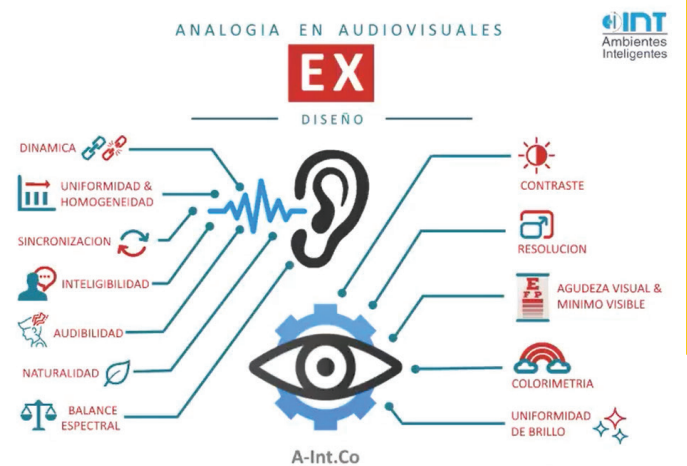 ANALOGIA EN AUDIOVISUALES
EX
DISEÑO
INT
Ambientes
Inteligentes
DINAMICA
UNIFORMIDAD &
HOMOGENEIDAD
SINCRONIZACION
INTELIGIBILIDAD
AUDIBILIDAD
NATURALIDAD
BALANCE
ESPECTRAL
CONTRASTE
RESOLUCION
E
F P
AGUDEZA VISUAL &
MINIMO VISIBLE
COLORIMETRIA
UNIFORMIDAD
DE BRILLO
A-Int.Co